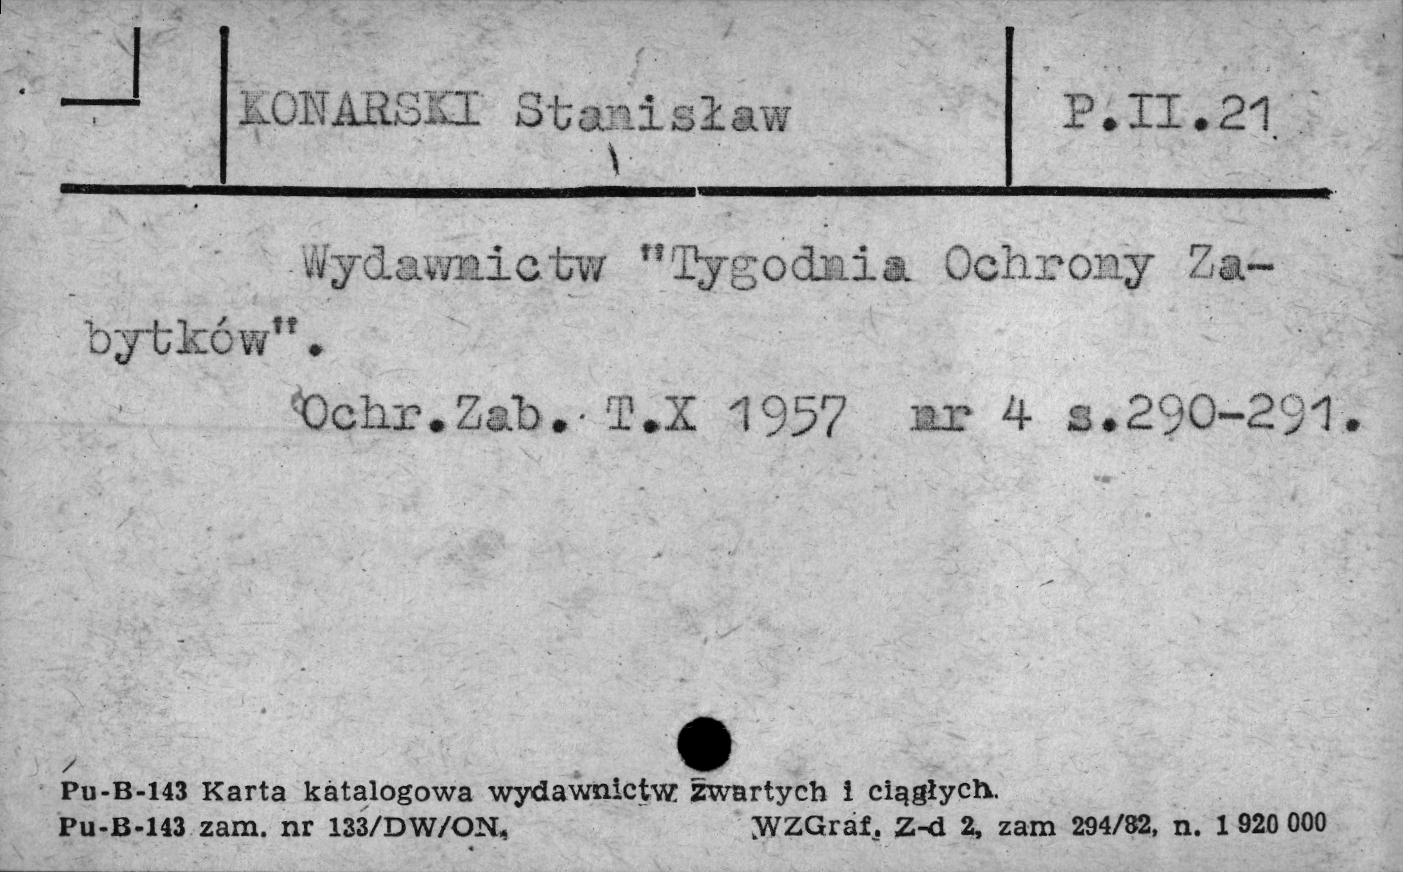 KONARSKI Stanisław P.II.21
Wydawnictw "Tygodnia Ochrony Za-
bytków".
Ochr.Zab. T.X 1957 nr 4 s.290-291.
Pu-B-143 Karta katalogowa wydawnictw zwartych i ciągłych.
Pu-B-143 zam. nr 133/DW/ON, WZGraf. Z-d 2, zam 294/82, n. 1 920 000